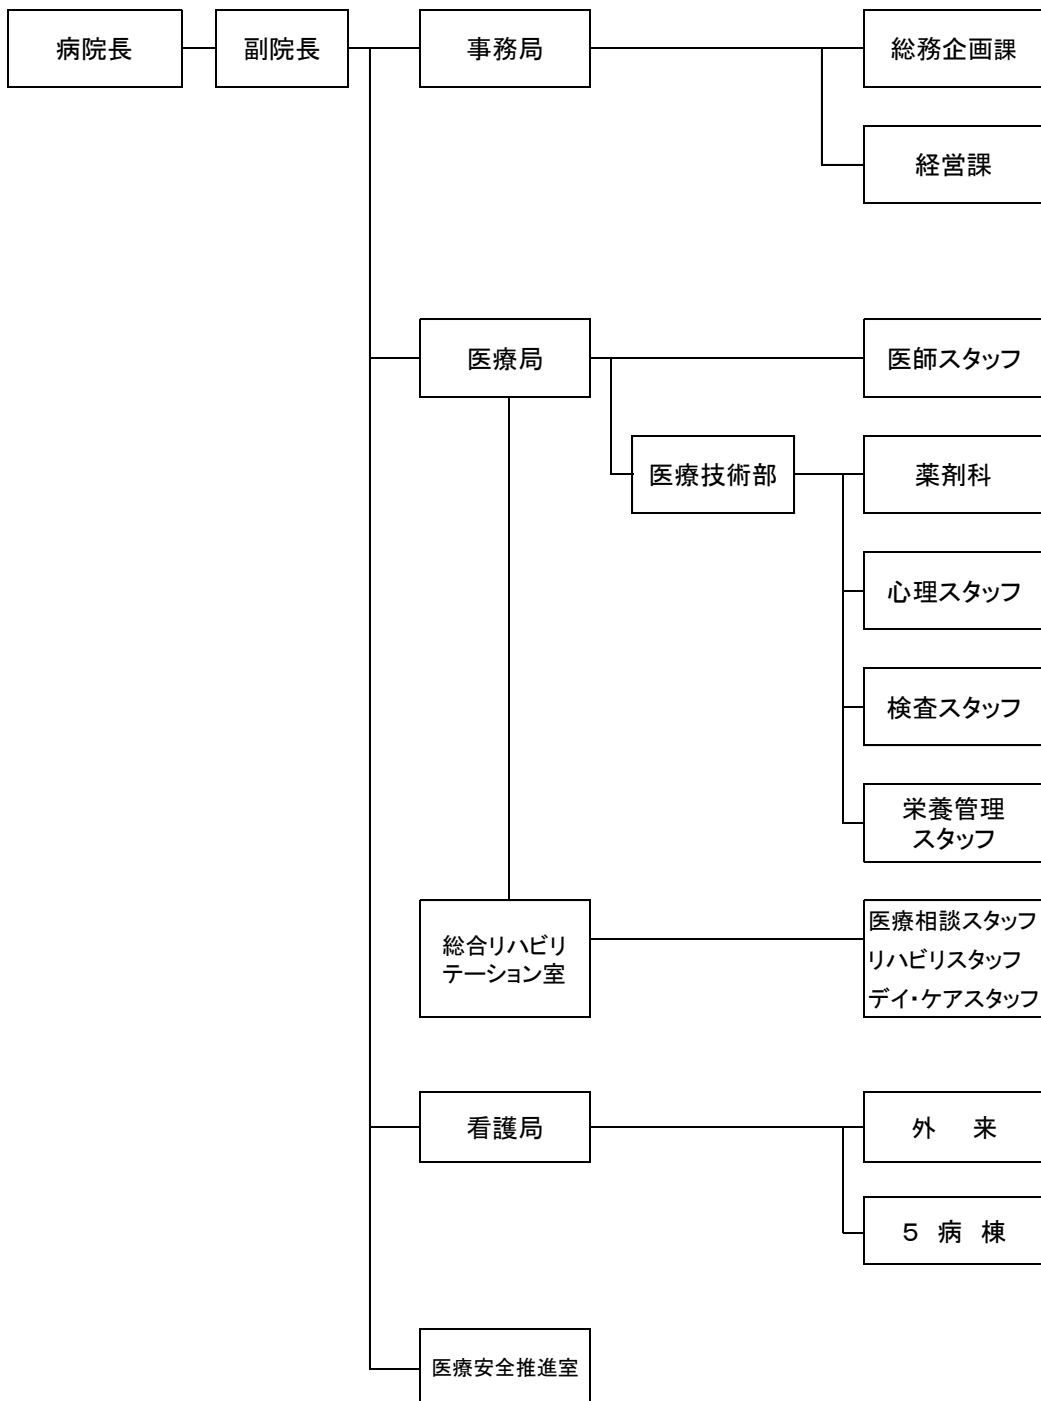 病院長
副院長
事務局
総務企画課
経営課
医療局
医師スタッフ
医療技術部
薬剤科
心理スタッフ
検査スタッフ
栄養管理
スタッフ
総合リハビリ
テーション室
医療相談スタッフ
リハビリスタッフ
デイ・ケアスタッフ
看護局
外 来
５ 病 棟
医療安全推進室